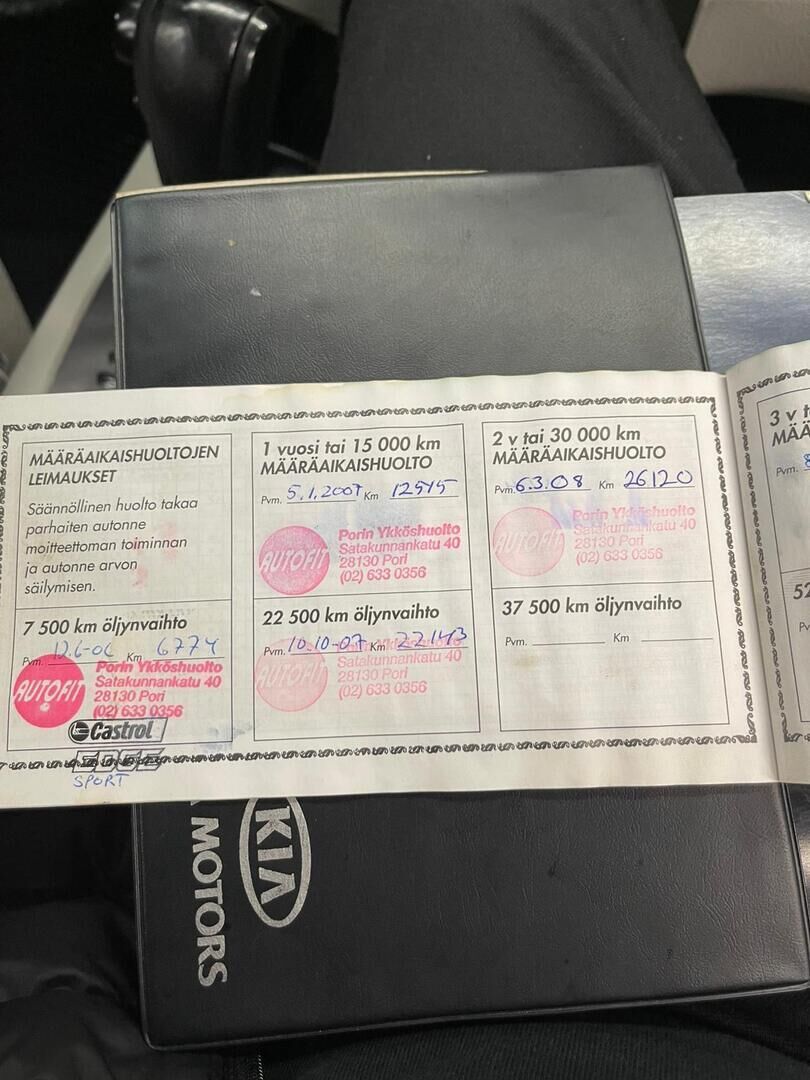 MÄÄRÄAIKAISHUOLTOJEN
LEIMAUKSET
Säännöllinen huolto takaa
parhaiten autonne
moitteettoman toiminnan
ja autonne arvon
säilymisen.
7 500 km öljynvaihto
Pvm. 12.6-06 Km 6774
AUTOFIT
Porin Ykköshuolto
Satakunnankatu 40
28130 Pori
(02) 633 0356
Castrol
EDGE
SPORT
1 vuosi tai 15 000 km
MÄÄRÄAIKAISHUOLTO
Pvm. 5.1.2007 Km 12515
AUTOFIT
Porin Ykköshuolto
Satakunnankatu 40
28130 Pori
(02) 633 0356
22 500 km öljynvaihto
Pvm. 10.10-07 Km 22143
AUTOFIT
Satakunnankatu 40
28130 Pori
(02) 633 0356
2 v tai 30 000 km
MÄÄRÄAIKAISHUOLTO
Pvm. 6.3.08 Km 26120
AUTOFIT
Porin Ykköshuolto
Satakunnankatu 40
28130 Pori
(02) 633 0356
37 500 km öljynvaihto
Pvm. Km
3 v
Pvm.
KIA
MOTORS